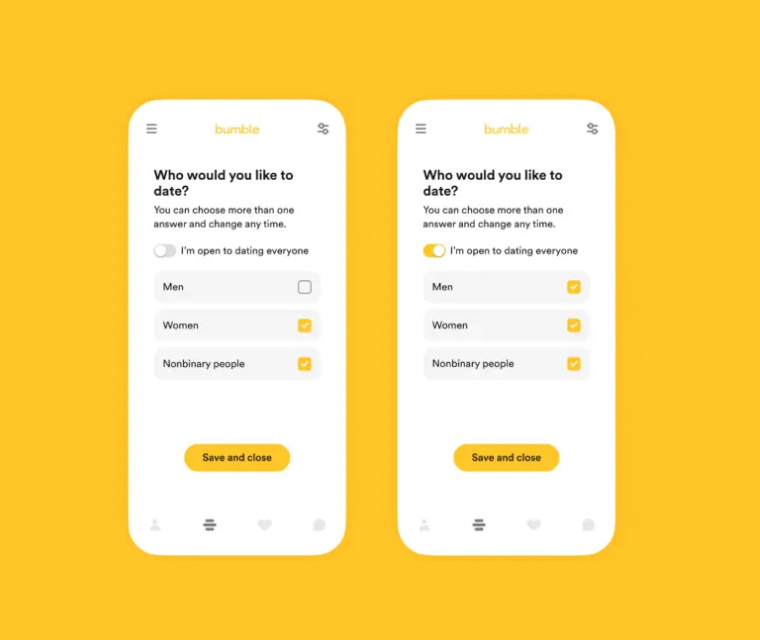 bumble
Who would you like to
date?
You can choose more than one
answer and change any time.
I'm open to dating everyone
Men
Women
Nonbinary people
Save and close
bumble
Who would you like to
date?
You can choose more than one
answer and change any time.
I'm open to dating everyone
Men
Women
Nonbinary people
Save and close